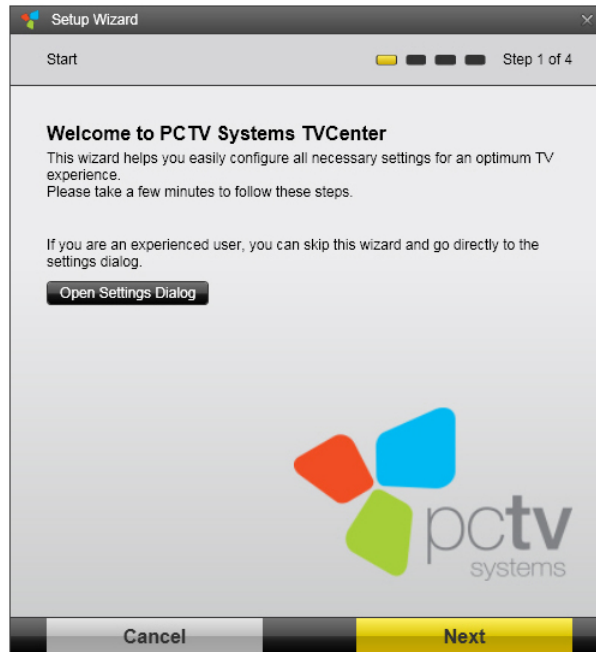 Setup Wizard
Start
Step 1 of 4
Welcome to PCTV Systems TVCenter
This wizard helps you easily configure all necessary settings for an optimum TV
experience.
Please take a few minutes to follow these steps.
If you are an experienced user, you can skip this wizard and go directly to the
settings dialog.
Open Settings Dialog
pctv
systems
Cancel
Next